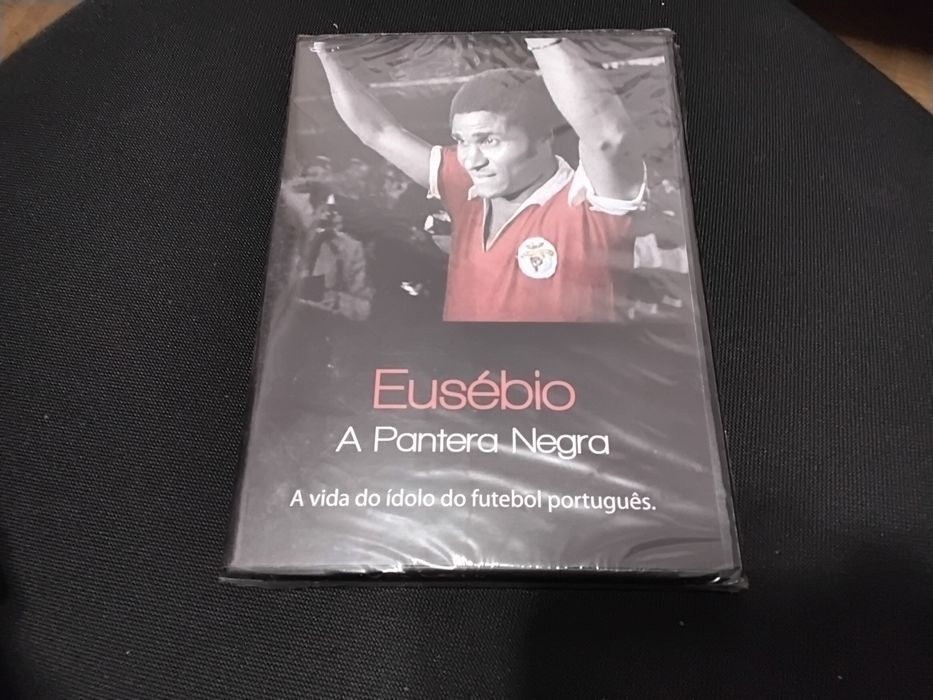 Eusébio
A Pantera Negra
A vida do ídolo do futebol português.